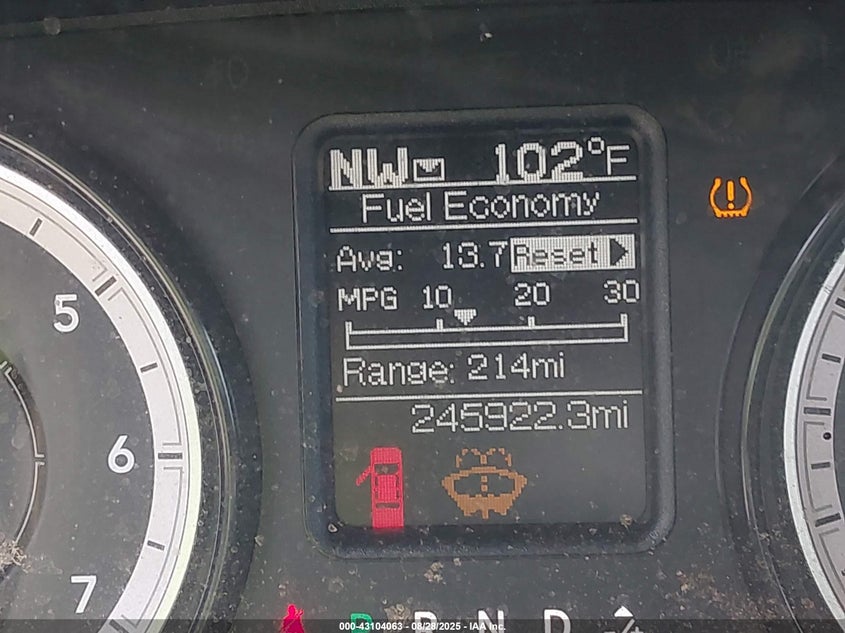 NW 102°F
Fuel Economy
Avg: 13.7 Reset
MPG 10 20 30
Range: 214mi
245922.3mi
5
6
7
P R N D
000-43104063 - 08/28/2025 - IAA Inc.